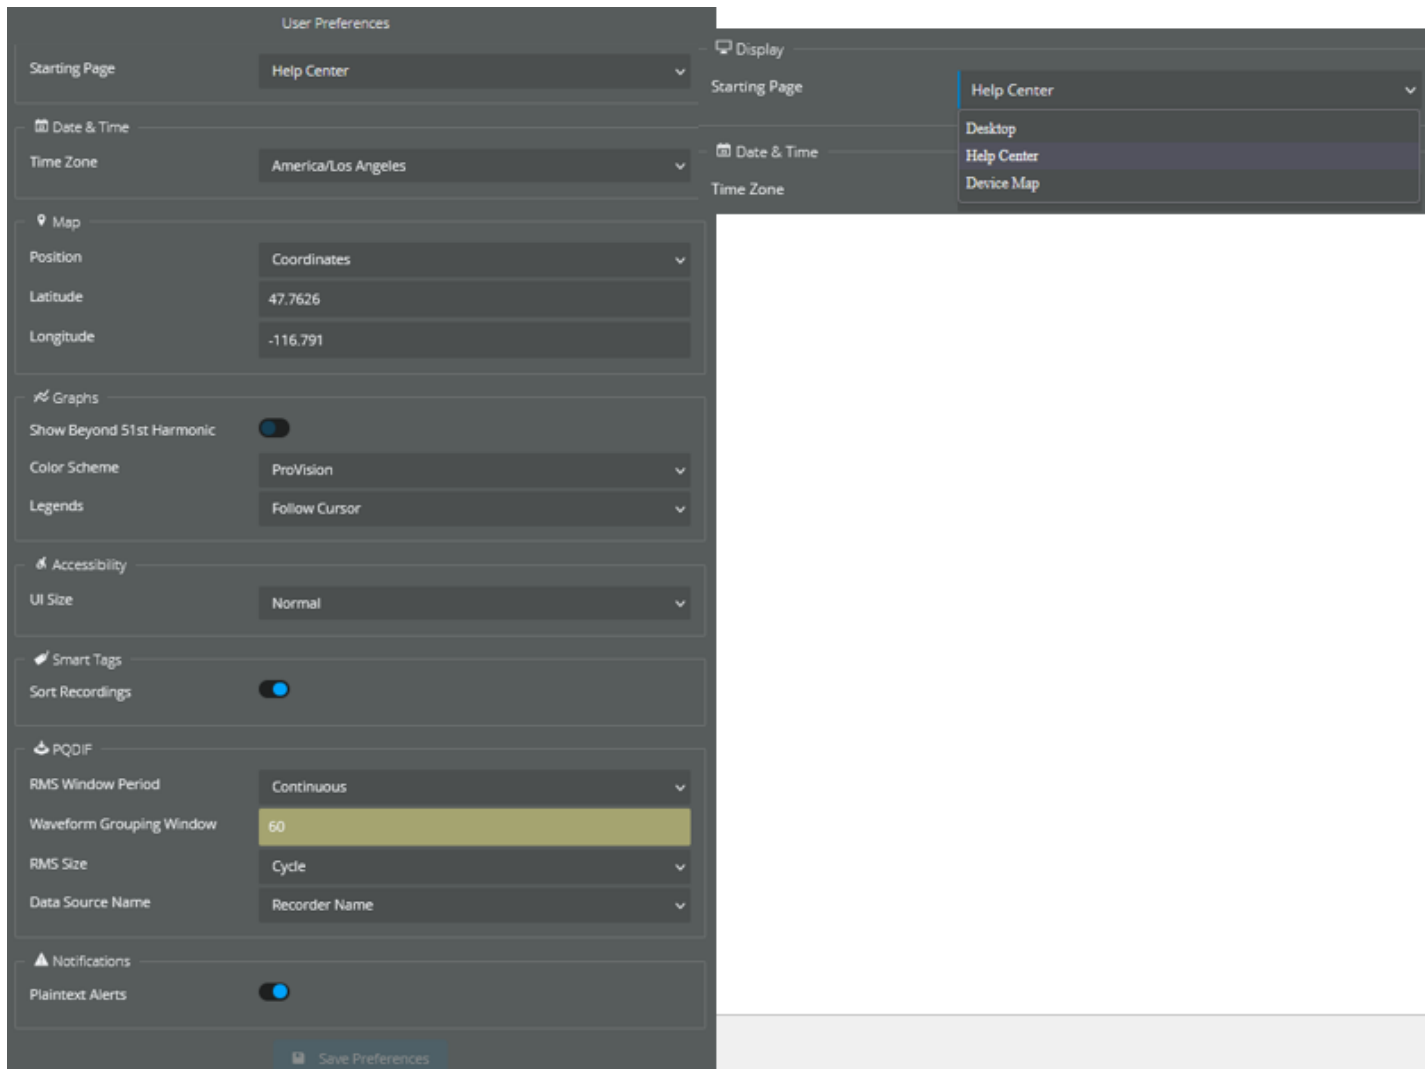 User Preferences
Starting Page
Help Center
Date & Time
Time Zone
America/Los Angeles
Map
Position
Coordinates
Latitude
47.7626
Longitude
-116.791
Graphs
Show Beyond 51st Harmonic
Color Scheme
ProVision
Legends
Follow Cursor
Accessibility
UI Size
Normal
Smart Tags
Sort Recordings
PQDIF
RMS Window Period
Continuous
Waveform Grouping Window
60
RMS Size
Cycle
Data Source Name
Recorder Name
Notifications
Plaintext Alerts
Save Preferences
Display
Starting Page
Help Center
Desktop
Help Center
Device Map
Date & Time
Time Zone